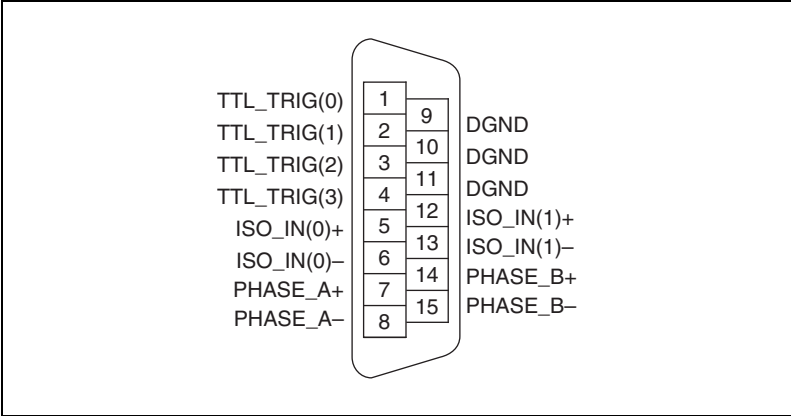 TTL_TRIG(0) 1
TTL_TRIG(1) 2
TTL_TRIG(2) 3
TTL_TRIG(3) 4
ISO_IN(0)+ 5
ISO_IN(0)– 6
PHASE_A+ 7
PHASE_A– 8
9 DGND
10 DGND
11 DGND
12 ISO_IN(1)+
13 ISO_IN(1)–
14 PHASE_B+
15 PHASE_B–